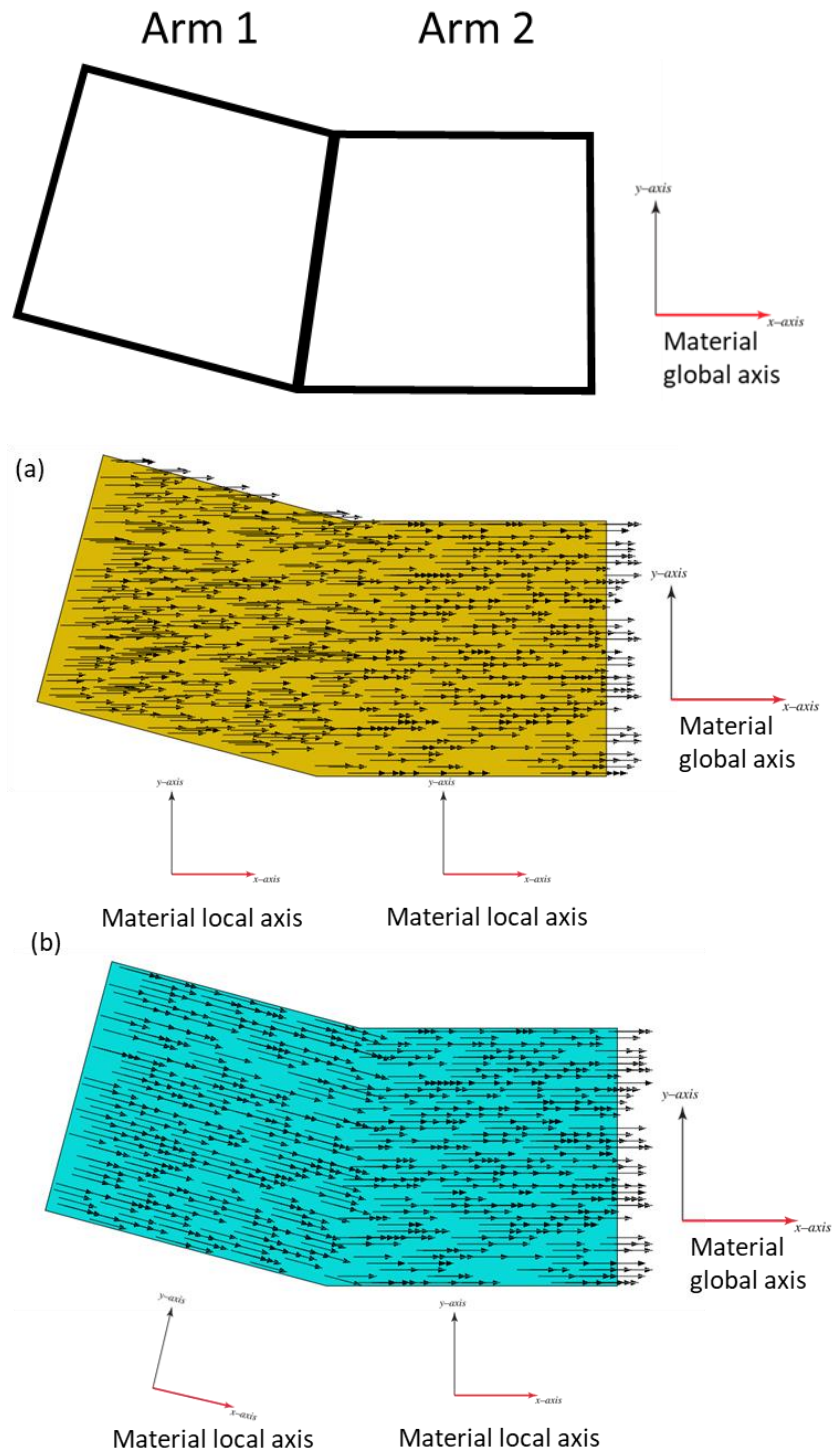 Arm 1 Arm 2
y–axis
x–axis
Material
global axis
(a)
y–axis
x–axis
Material
global axis
y–axis y–axis
x–axis x–axis
Material local axis Material local axis
(b)
y–axis
x–axis
Material
global axis
y–axis y–axis
x–axis x–axis
Material local axis Material local axis